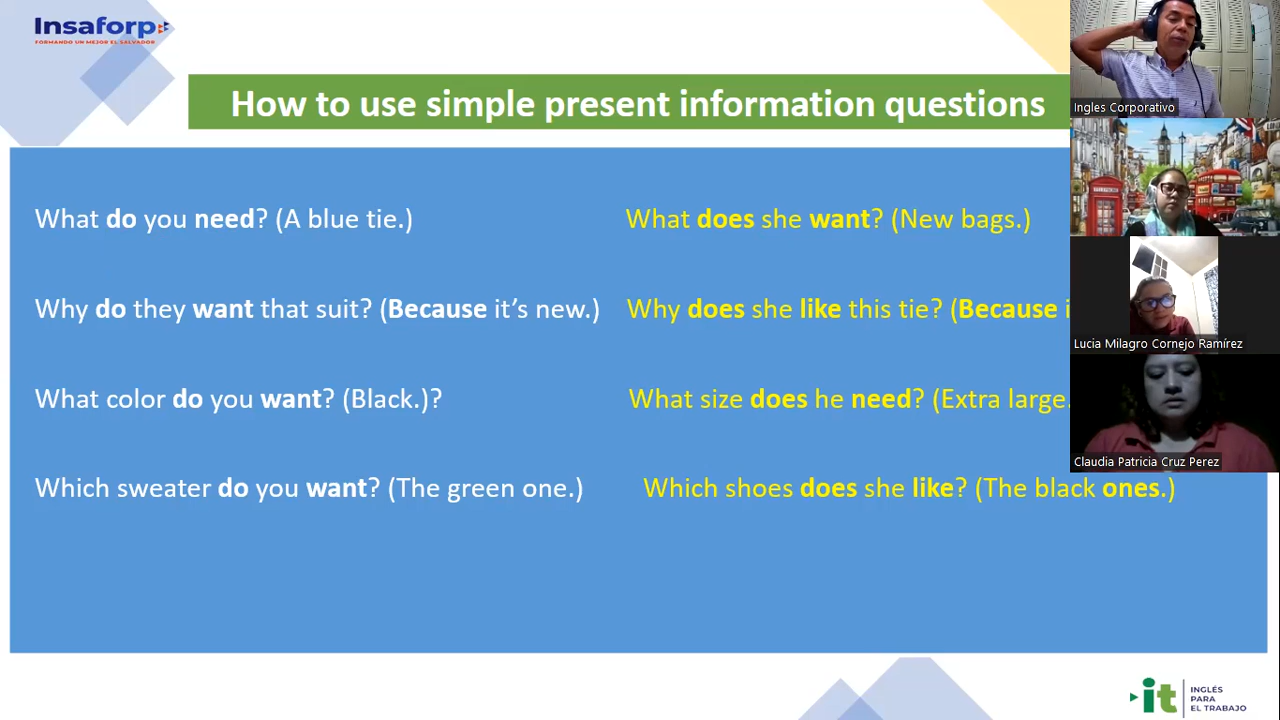 Insaforp
FORMANDO UN MEJOR EL SALVADOR
How to use simple present information questions
What do you need? (A blue tie.)
What does she want? (New bags.)
Why do they want that suit? (Because it's new.)
Why does she like this tie? (Because
What color do you want? (Black.)?
What size does he need? (Extra large.
Which sweater do you want? (The green one.)
Which shoes does she like? (The black ones.)
Ingles Corporativo
Lucia Milagro Cornejo Ramírez
Claudia Patricia Cruz Perez
it
INGLÉS
PARA
EL TRABAJO